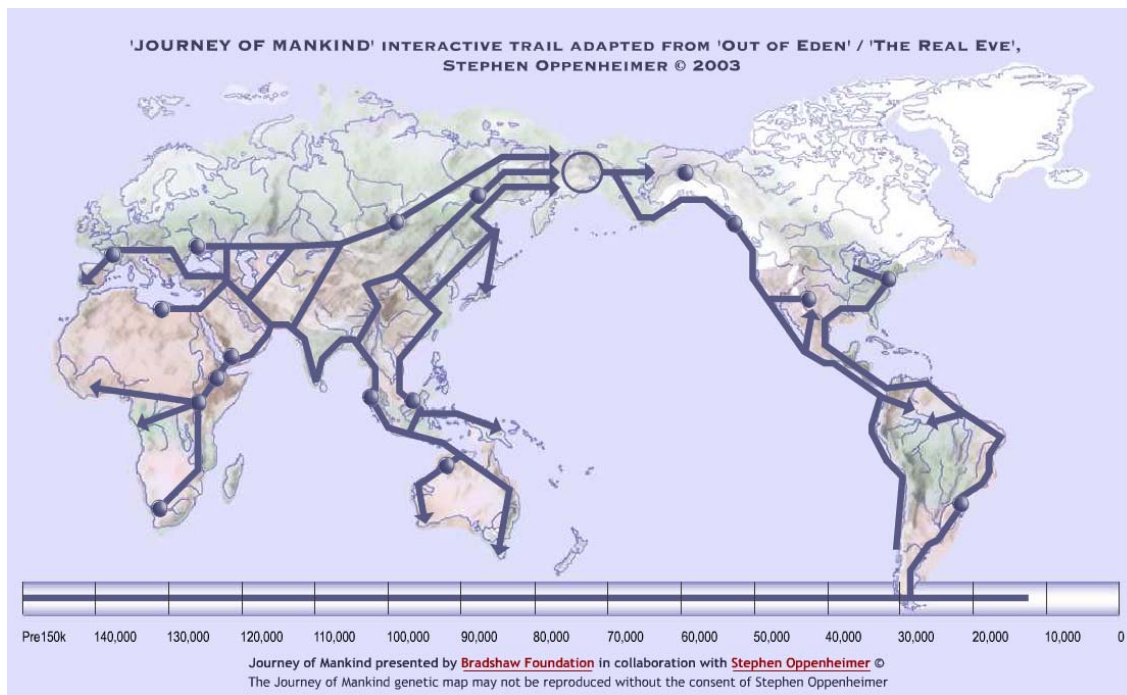 'JOURNEY OF MANKIND' INTERACTIVE TRAIL ADAPTED FROM 'OUT OF EDEN' / 'THE REAL EVE',
STEPHEN OPPENHEIMER © 2003
Pre150k 140,000 130,000 120,000 110,000 100,000 90,000 80,000 70,000 60,000 50,000 40,000 30,000 20,000 10,000 0
Journey of Mankind presented by Bradshaw Foundation in collaboration with Stephen Oppenheimer ©
The Journey of Mankind genetic map may not be reproduced without the consent of Stephen Oppenheimer